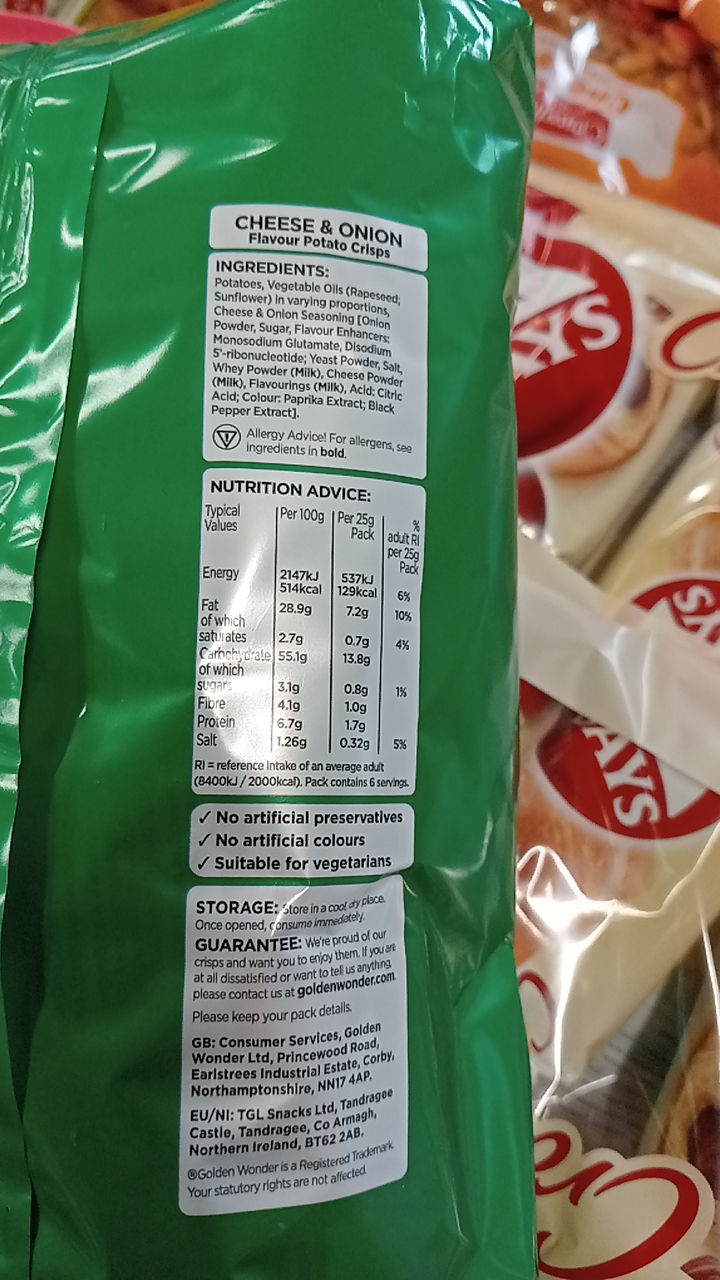 CHEESE & ONION
Flavour Potato Crisps
INGREDIENTS:
Potatoes, Vegetable Oils (Rapeseed;
Sunflower) in varying proportions,
Cheese & Onion Seasoning [Onion
Powder, Sugar, Flavour Enhancers:
Monosodium Glutamate, Disodium
5'-ribonucleotide; Yeast Powder, Salt,
Whey Powder (Milk), Cheese Powder
(Milk), Flavourings (Milk), Acid: Citric
Acid; Colour: Paprika Extract; Black
Pepper Extract].
Allergy Advice! For allergens, see
ingredients in bold.
NUTRITION ADVICE:
Typical Values | Per 100g | Per 25g Pack | % adult RI per 25g Pack
Energy 2147kJ 537kJ
514kcal 129kcal 6%
Fat 28.9g 7.2g 10%
of which
saturates 2.7g 0.7g 4%
Carbohydrate 55.1g 13.8g
of which
sugars 3.1g 0.8g 1%
Fibre 4.1g 1.0g
Protein 6.7g 1.7g
Salt 1.26g 0.32g 5%
RI = reference Intake of an average adult
(8400kJ / 2000kcal). Pack contains 6 servings.
✓ No artificial preservatives
✓ No artificial colours
✓ Suitable for vegetarians
STORAGE: Store in a cool dry place.
Once opened, consume immediately.
GUARANTEE: We're proud of our
crisps and want you to enjoy them. If you are
at all dissatisfied or want to tell us anything,
please contact us at goldenwonder.com.
Please keep your pack details.
GB: Consumer Services, Golden
Wonder Ltd, Princewood Road,
Earlstrees Industrial Estate, Corby,
Northamptonshire, NN17 4AP.
EU/NI: TGL Snacks Ltd, Tandragee
Castle, Tandragee, Co Armagh,
Northern Ireland, BT62 2AB.
®Golden Wonder is a Registered Trademark.
Your statutory rights are not affected.
AYS